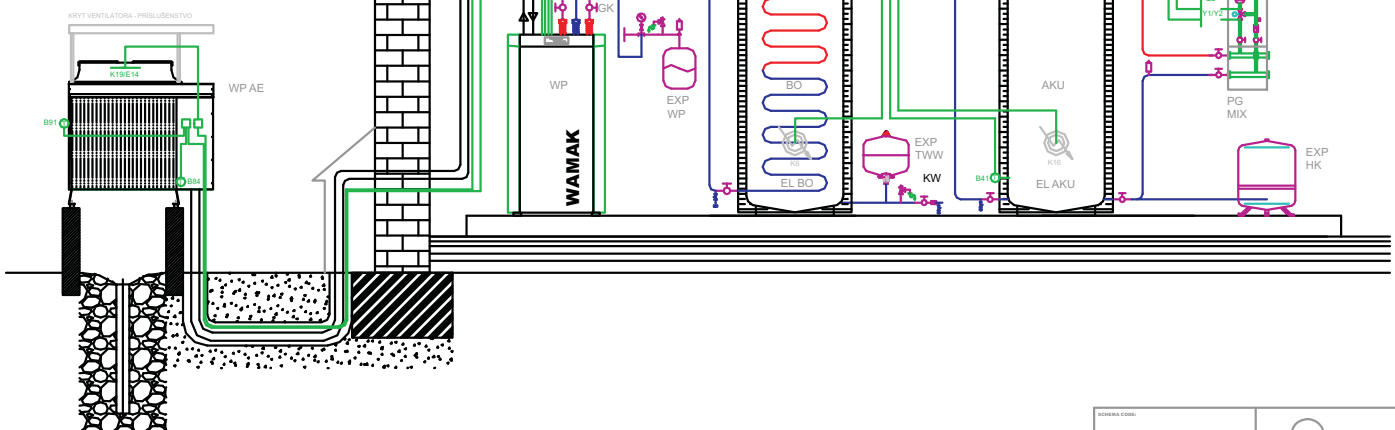 KRYT VENTILÁTORA - PRÍSLUŠENSTVO
GK
Y1/Y2
K19/E14
WP AE
WP
BO
AKU
EXP
WP
PG
MIX
B91
WAMAK
EXP
TWW
EXP
HK
K6
K16
B84
EL BO
KW
B41
EL AKU
SCHEMA CODE: